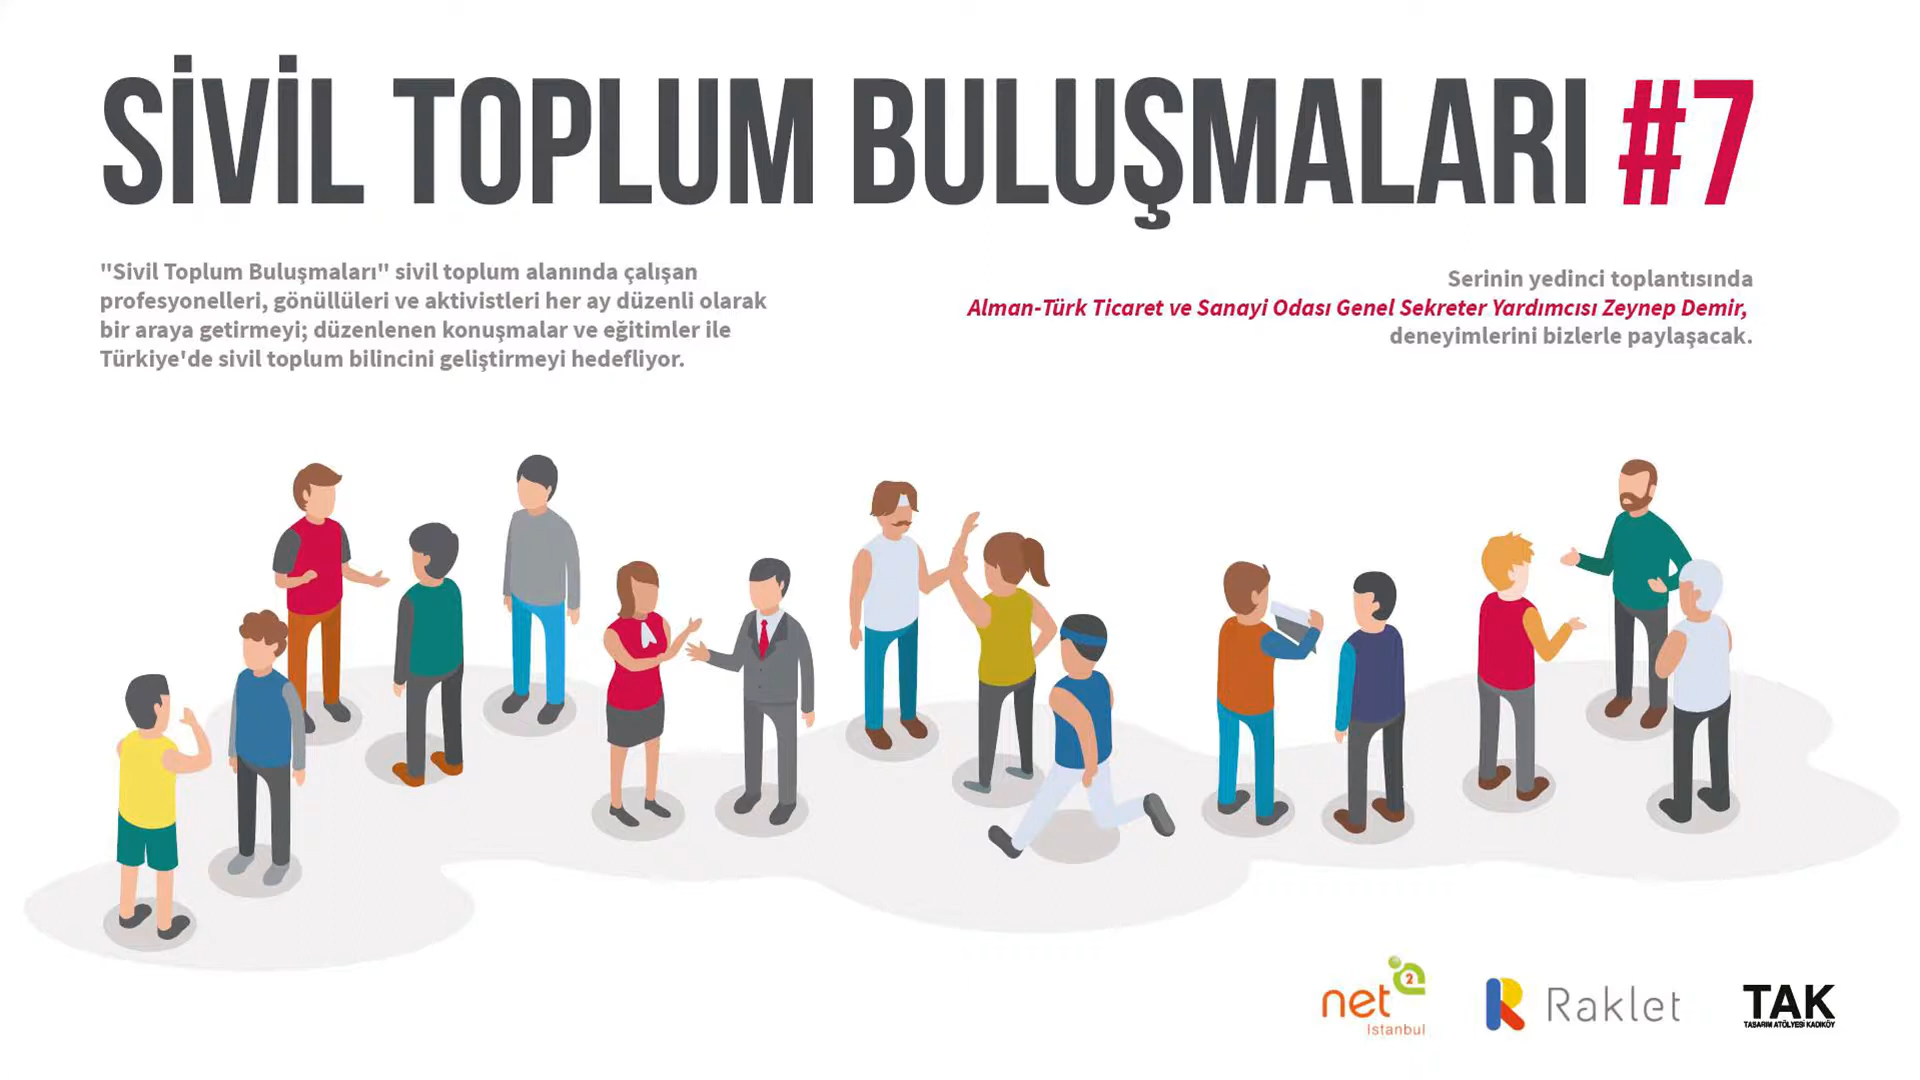 SİVİL TOPLUM BULUŞMALARI #7
"Sivil Toplum Buluşmaları" sivil toplum alanında çalışan
profesyonelleri, gönüllüleri ve aktivistleri her ay düzenli olarak
bir araya getirmeyi; düzenlenen konuşmalar ve eğitimler ile
Türkiye'de sivil toplum bilincini geliştirmeyi hedefliyor.
Serinin yedinci toplantısında
Alman-Türk Ticaret ve Sanayi Odası Genel Sekreter Yardımcısı Zeynep Demir,
deneyimlerini bizlerle paylaşacak.
net 2
Istanbul
Raklet
TAK
TASARIM ATÖLYESİ KADIKÖY